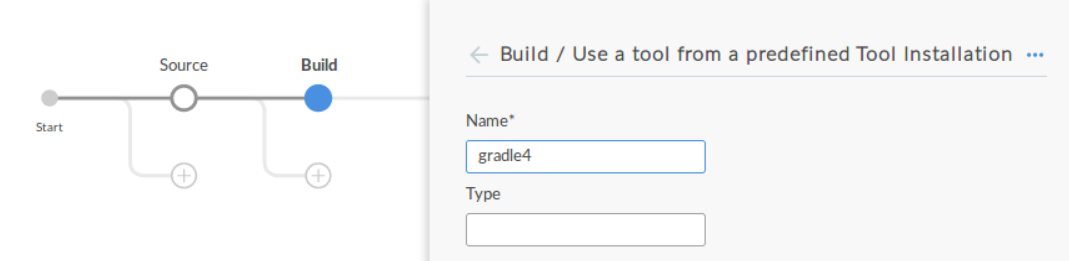 Source
Build
Start
Build / Use a tool from a predefined Tool Installation
Name*
gradle4
Type